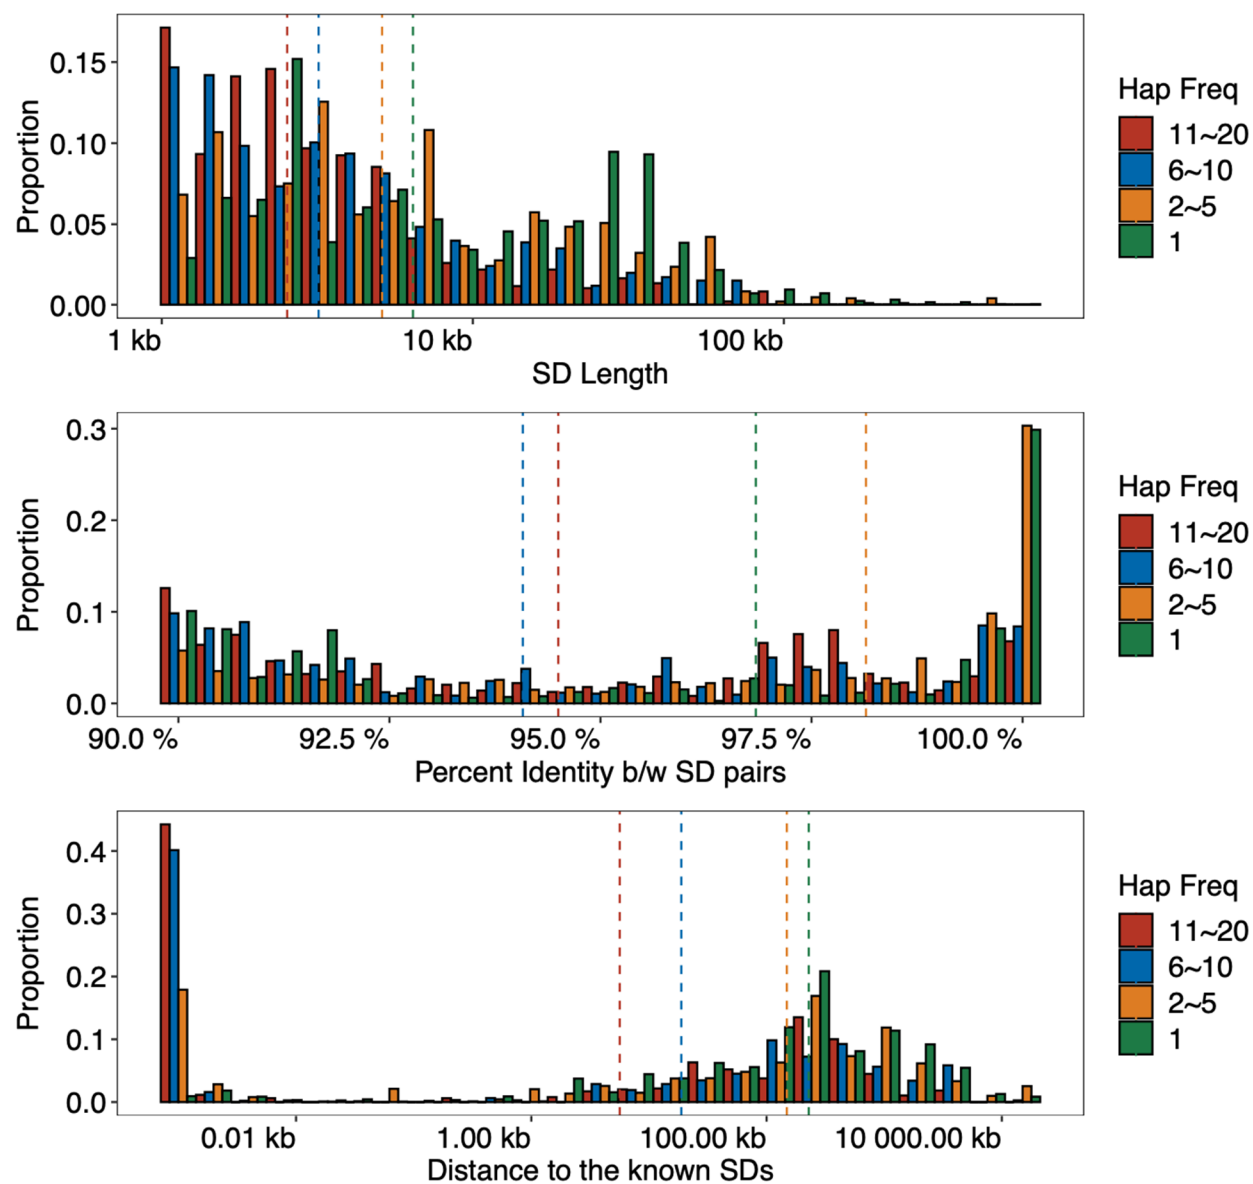 Proportion
0.15
0.10
0.05
0.00
1 kb
10 kb
100 kb
SD Length
Hap Freq
11~20
6~10
2~5
1
Proportion
0.3
0.2
0.1
0.0
90.0 %
92.5 %
95.0 %
97.5 %
100.0 %
Percent Identity b/w SD pairs
Hap Freq
11~20
6~10
2~5
1
Proportion
0.4
0.3
0.2
0.1
0.0
0.01 kb
1.00 kb
100.00 kb
10 000.00 kb
Distance to the known SDs
Hap Freq
11~20
6~10
2~5
1